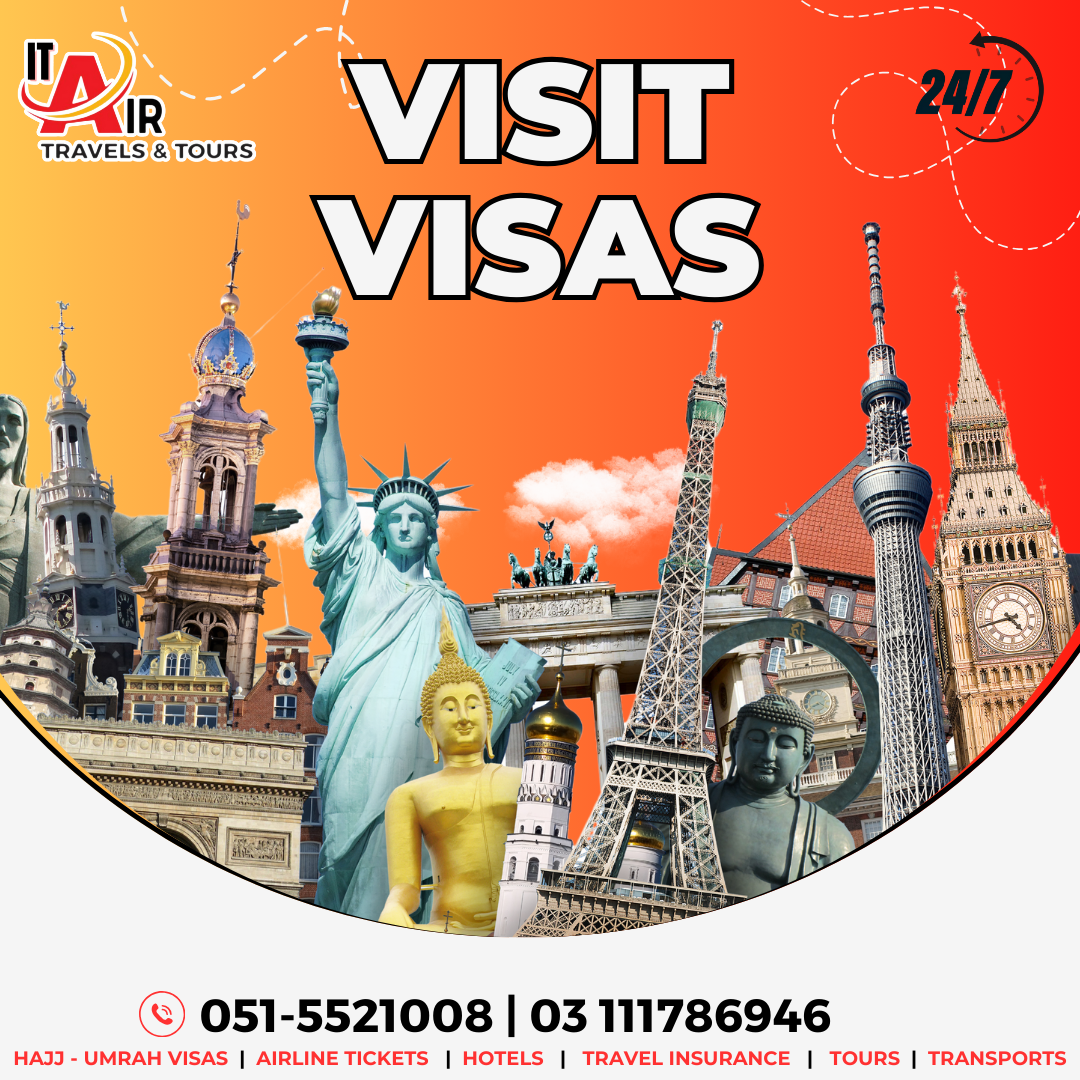 IT AIR
TRAVELS & TOURS
24/7
VISIT
VISAS
051-5521008 | 03 111786946
HAJJ - UMRAH VISAS | AIRLINE TICKETS | HOTELS | TRAVEL INSURANCE | TOURS | TRANSPORTS